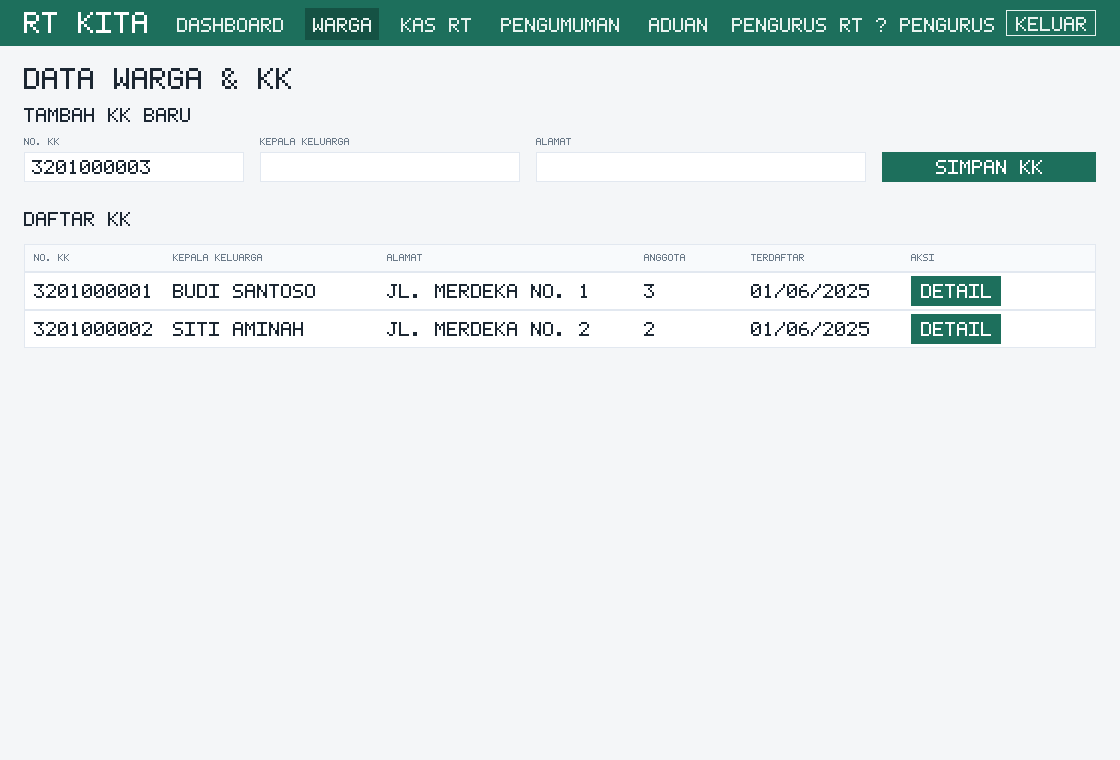 RT KITA DASHBOARD WARGA KAS RT PENGUMUMAN ADUAN PENGURUS RT ? PENGURUS KELUAR
DATA WARGA & KK
TAMBAH KK BARU
NO. KK KEPALA KELUARGA ALAMAT
3201000003 SIMPAN KK
DAFTAR KK
NO. KK KEPALA KELUARGA ALAMAT ANGGOTA TERDAFTAR AKSI
3201000001 BUDI SANTOSO JL. MERDEKA NO. 1 3 01/06/2025 DETAIL
3201000002 SITI AMINAH JL. MERDEKA NO. 2 2 01/06/2025 DETAIL